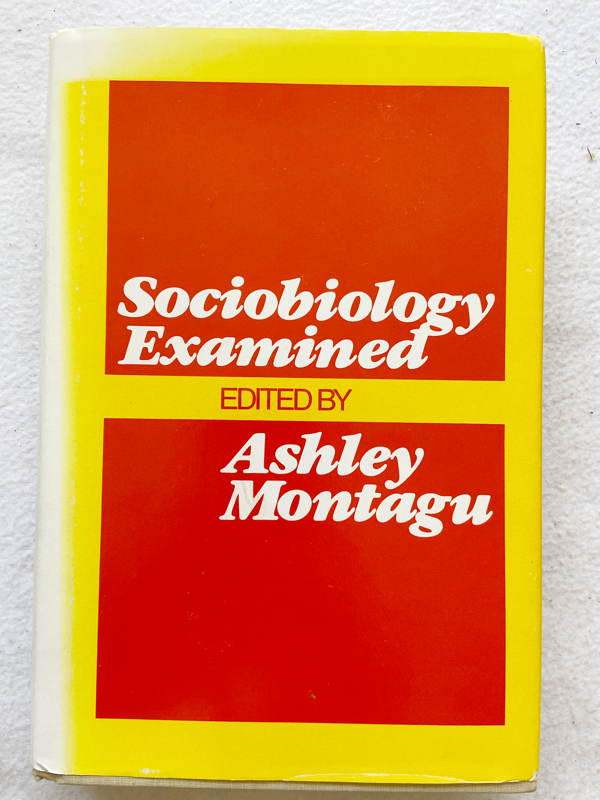 Sociobiology
Examined
EDITED BY
Ashley
Montagu